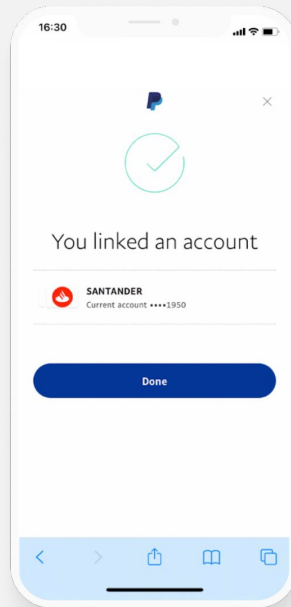 16:30
You linked an account
SANTANDER
Current account ••••1950
Done